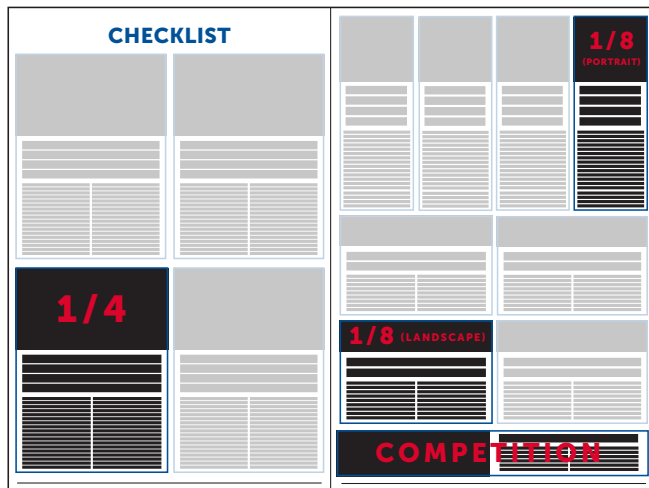 CHECKLIST
1/4
1/8
(PORTRAIT)
1/8 (LANDSCAPE)
COMPETITION